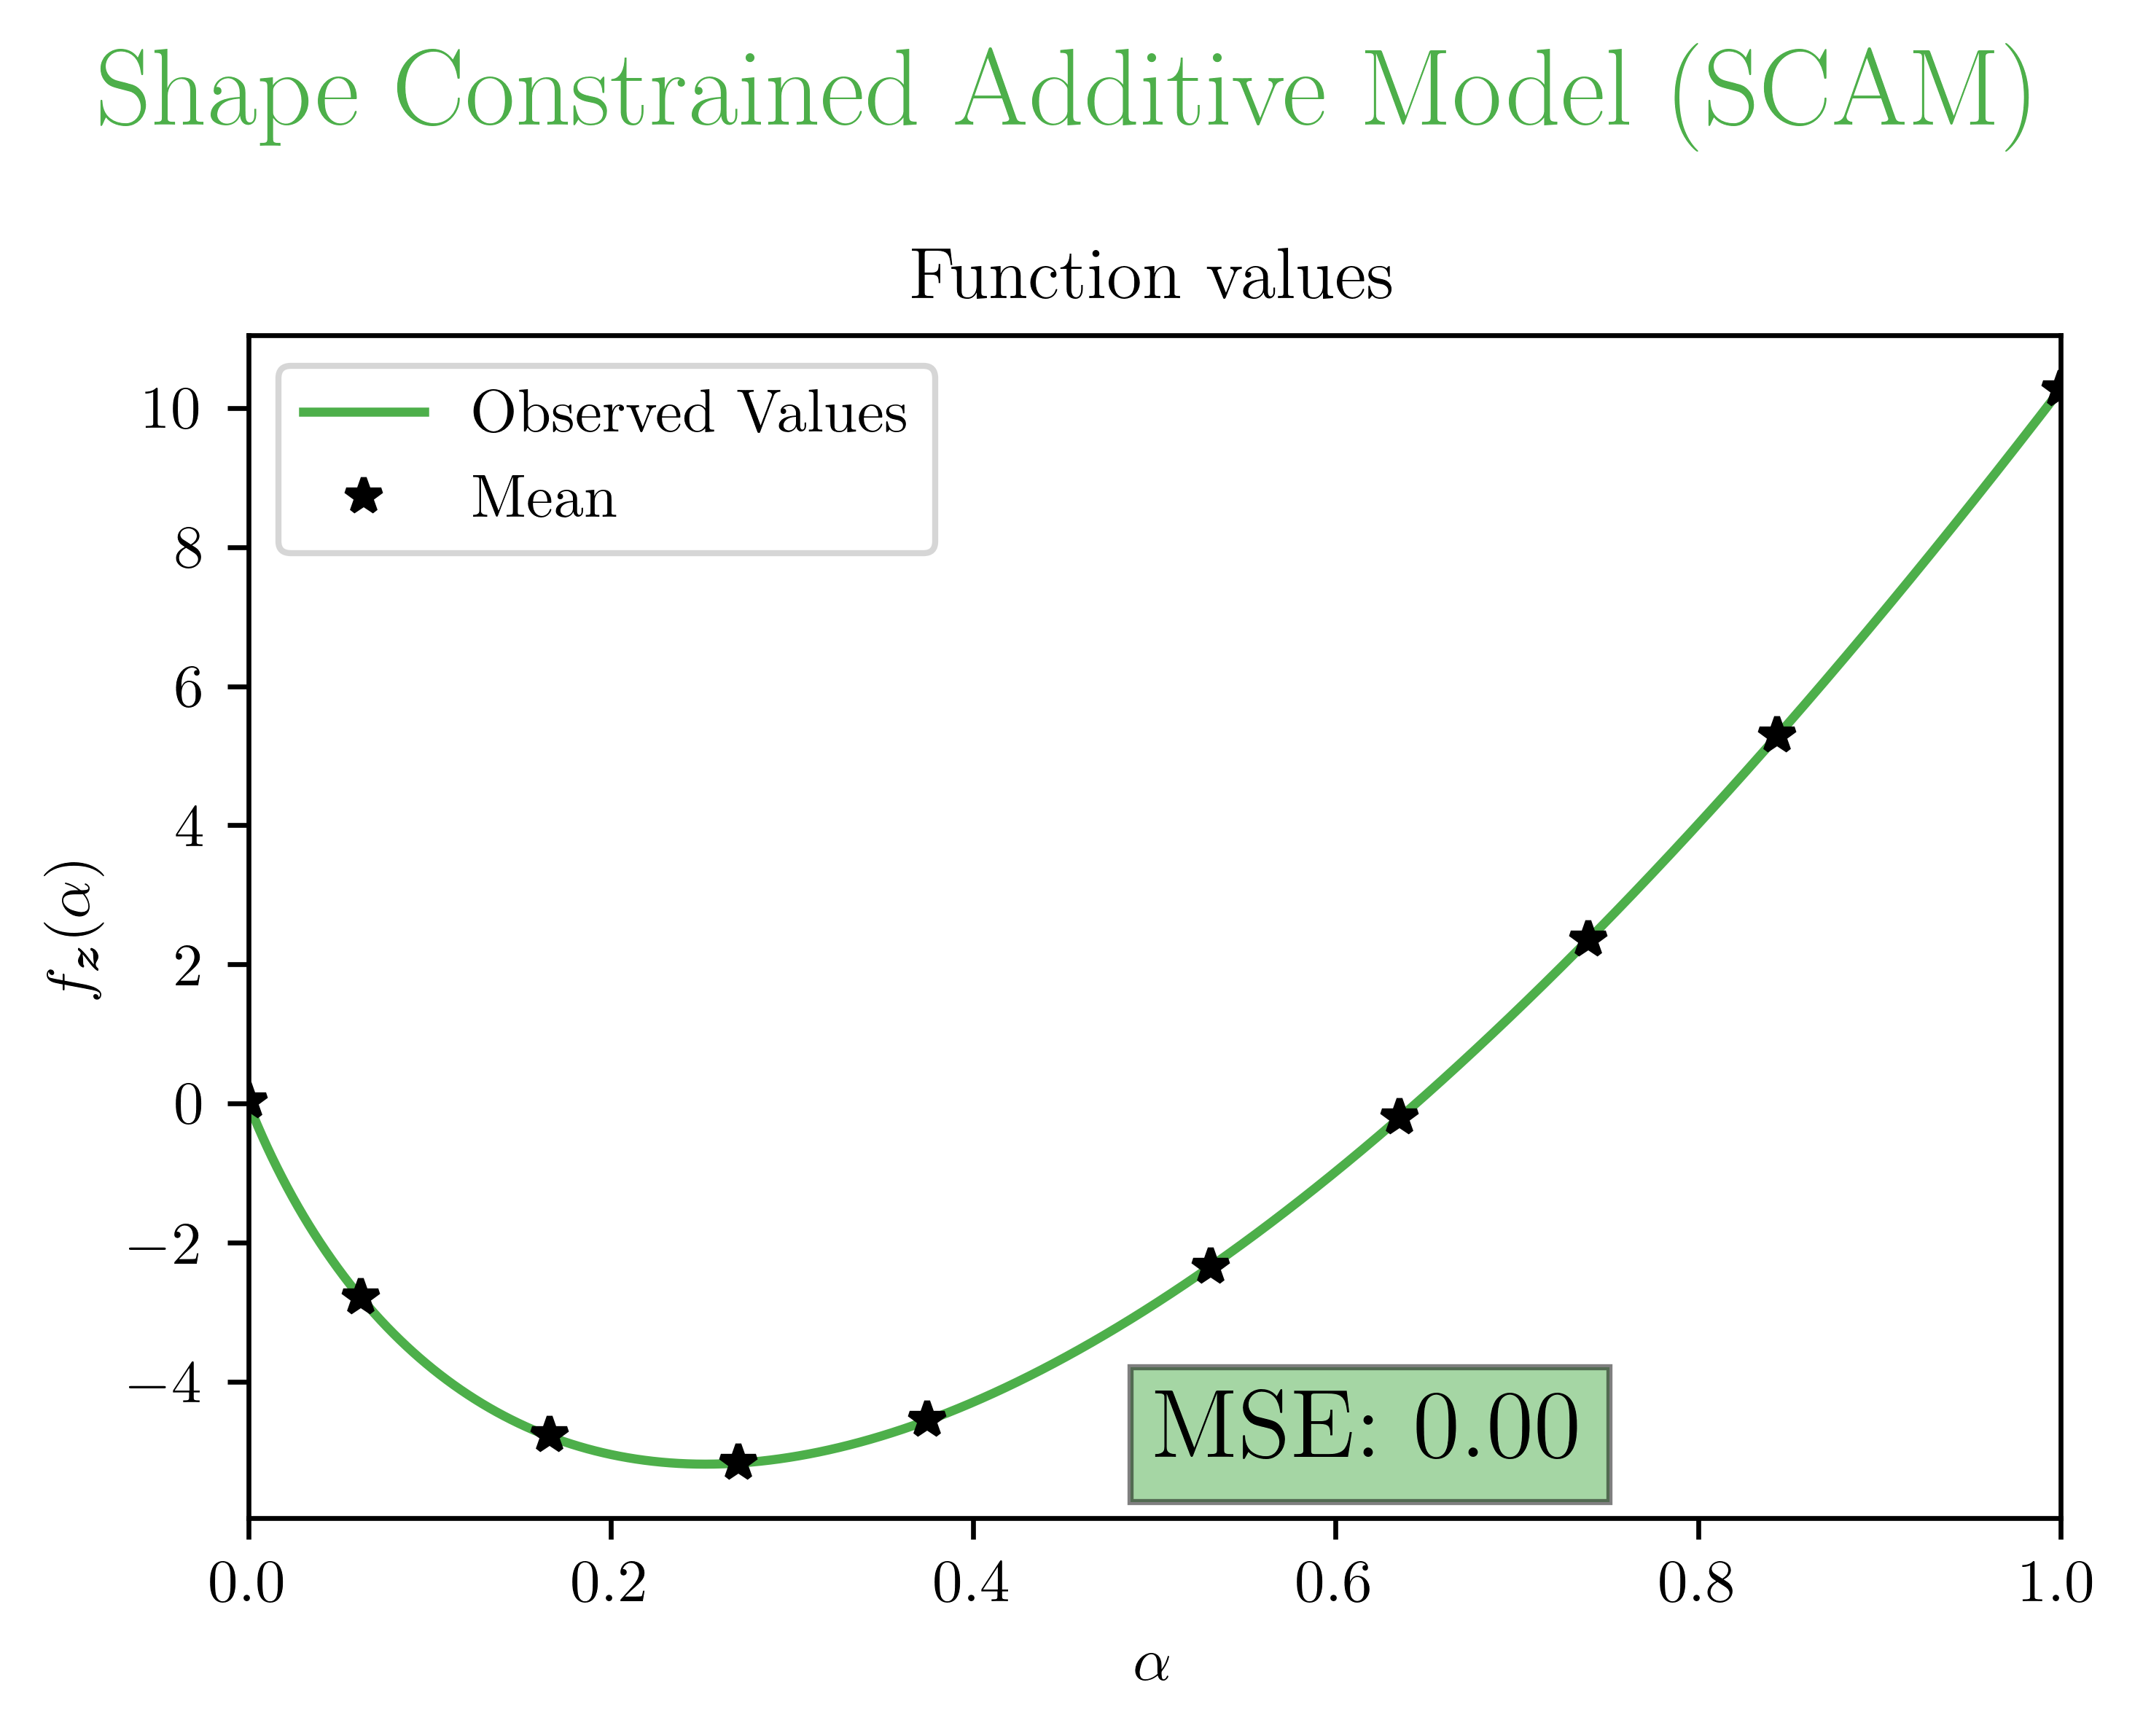 Shape Constrained Additive Model (SCAM)
Function values
Observed Values
Mean
10
8
6
4
2
0
−2
−4
f_z(α)
MSE: 0.00
0.0 0.2 0.4 0.6 0.8 1.0
α